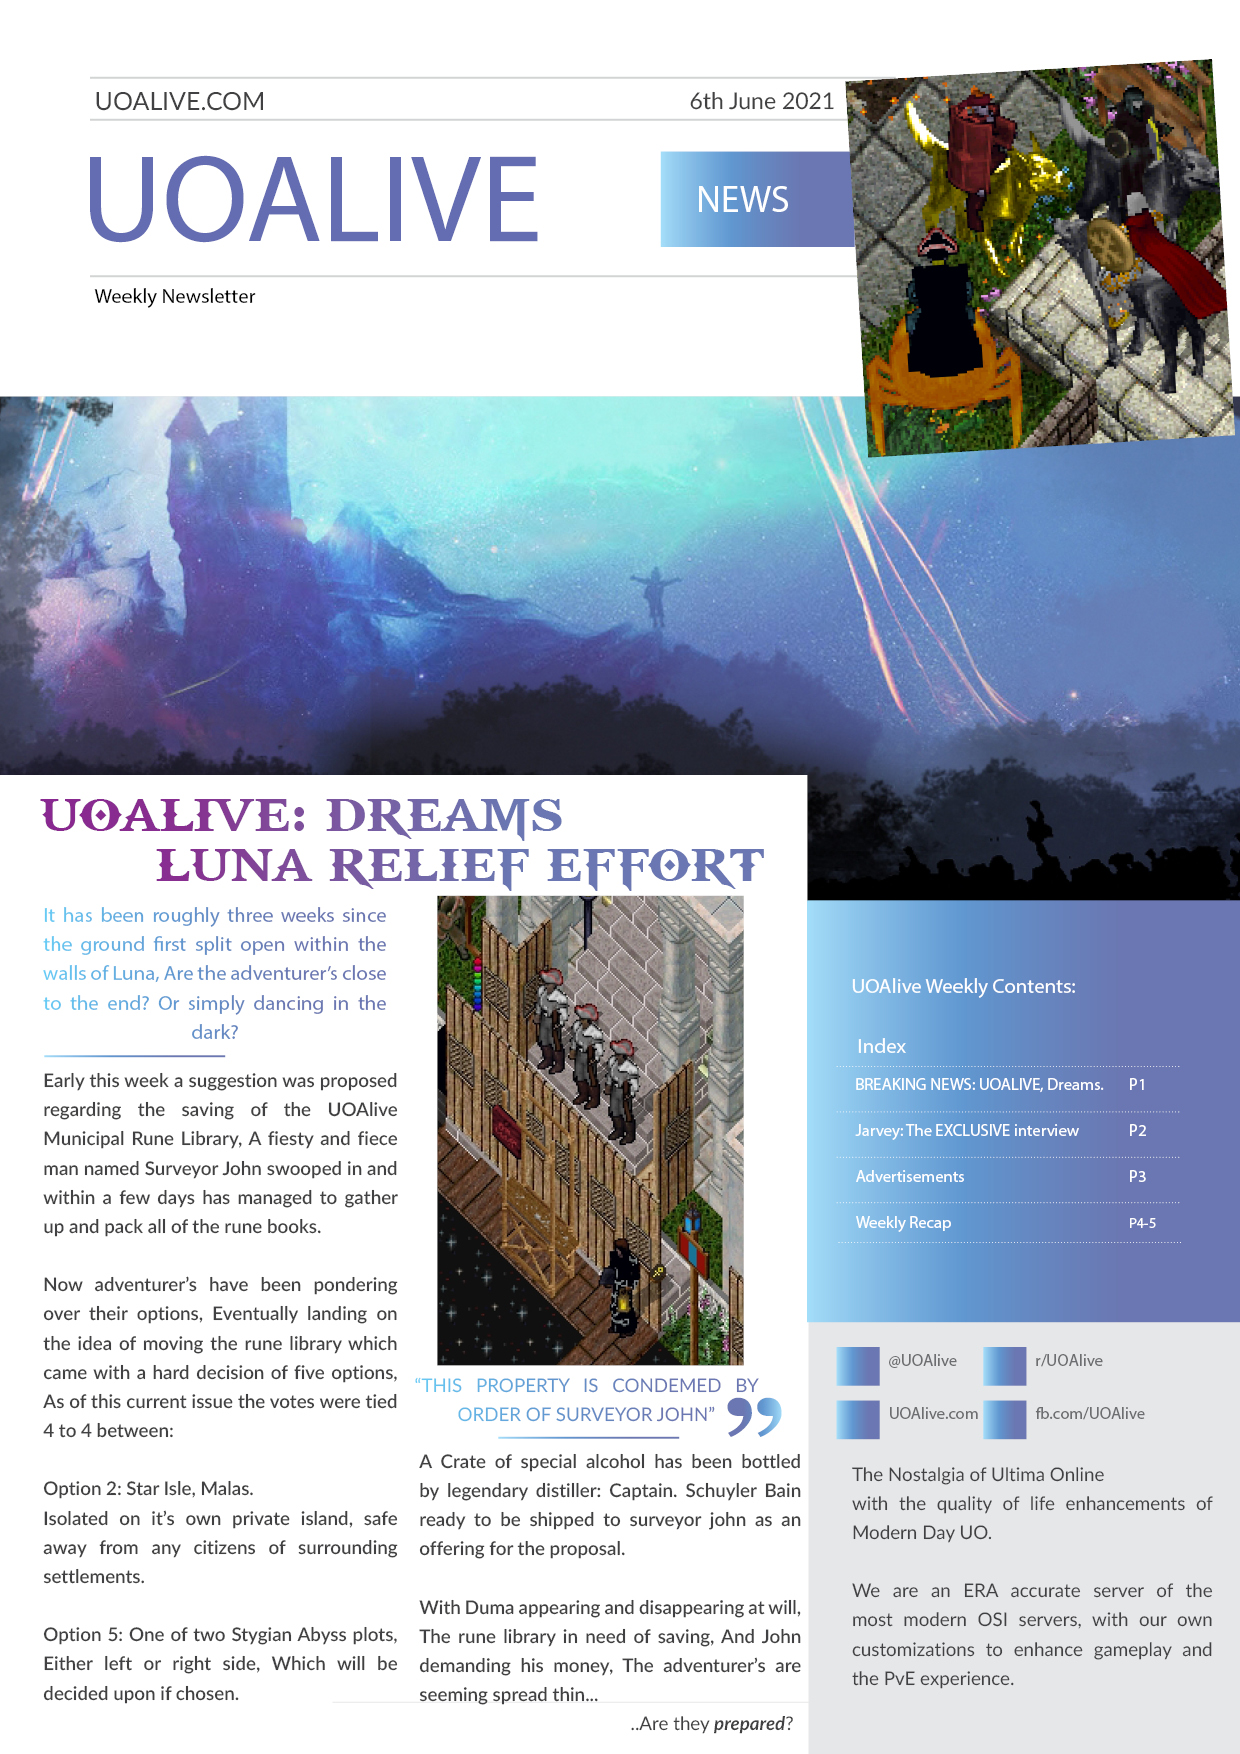 UOALIVE.COM
6th June 2021
UOALIVE
NEWS
Weekly Newsletter
UOALIVE: DREAMS
LUNA RELIEF EFFORT
It has been roughly three weeks since
the ground first split open within the
walls of Luna, Are the adventurer's close
to the end? Or simply dancing in the
dark?
Early this week a suggestion was proposed
regarding the saving of the UOAlive
Municipal Rune Library, A fiesty and fiece
man named Surveyor John swooped in and
within a few days has managed to gather
up and pack all of the rune books.
Now adventurer's have been pondering
over their options, Eventually landing on
the idea of moving the rune library which
came with a hard decision of five options,
As of this current issue the votes were tied
4 to 4 between:
Option 2: Star Isle, Malas.
Isolated on it's own private island, safe
away from any citizens of surrounding
settlements.
Option 5: One of two Stygian Abyss plots,
Either left or right side, Which will be
decided upon if chosen.
“THIS PROPERTY IS CONDEMED BY
ORDER OF SURVEYOR JOHN”
A Crate of special alcohol has been bottled
by legendary distiller: Captain. Schuyler Bain
ready to be shipped to surveyor john as an
offering for the proposal.
With Duma appearing and disappearing at will,
The rune library in need of saving, And John
demanding his money, The adventurer's are
seeming spread thin...
..Are they prepared?
UOAlive Weekly Contents:
Index
BREAKING NEWS: UOALIVE, Dreams. P1
Jarvey: The EXCLUSIVE interview P2
Advertisements P3
Weekly Recap P4-5
@UOAlive r/UOAlive
UOAlive.com fb.com/UOAlive
The Nostalgia of Ultima Online
with the quality of life enhancements of
Modern Day UO.
We are an ERA accurate server of the
most modern OSI servers, with our own
customizations to enhance gameplay and
the PvE experience.